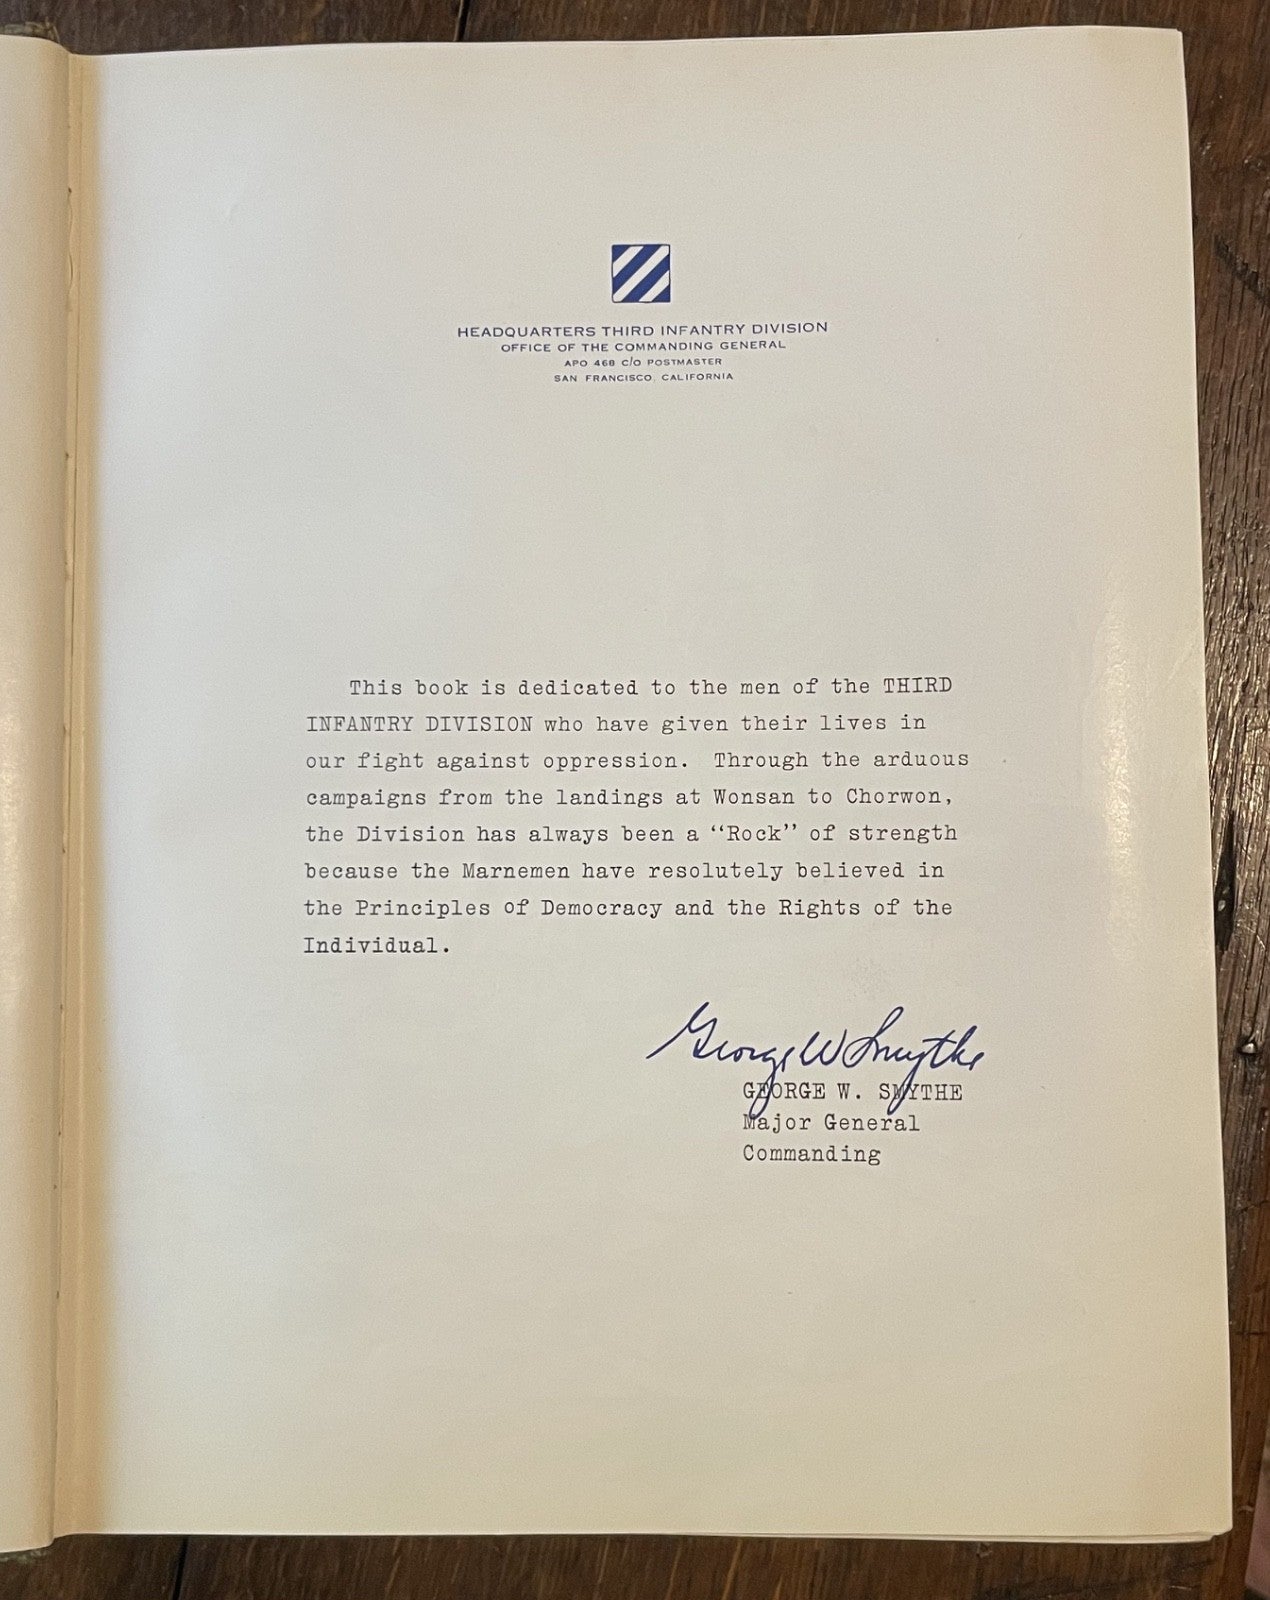 HEADQUARTERS THIRD INFANTRY DIVISION
OFFICE OF THE COMMANDING GENERAL
APO 468 c/o POSTMASTER
SAN FRANCISCO, CALIFORNIA
This book is dedicated to the men of the THIRD
INFANTRY DIVISION who have given their lives in
our fight against oppression. Through the arduous
campaigns from the landings at Wonsan to Chorwon,
the Division has always been a “Rock” of strength
because the Marnemen have resolutely believed in
the Principles of Democracy and the Rights of the
Individual.
George W Smythe
GEORGE W. SMYTHE
Major General
Commanding